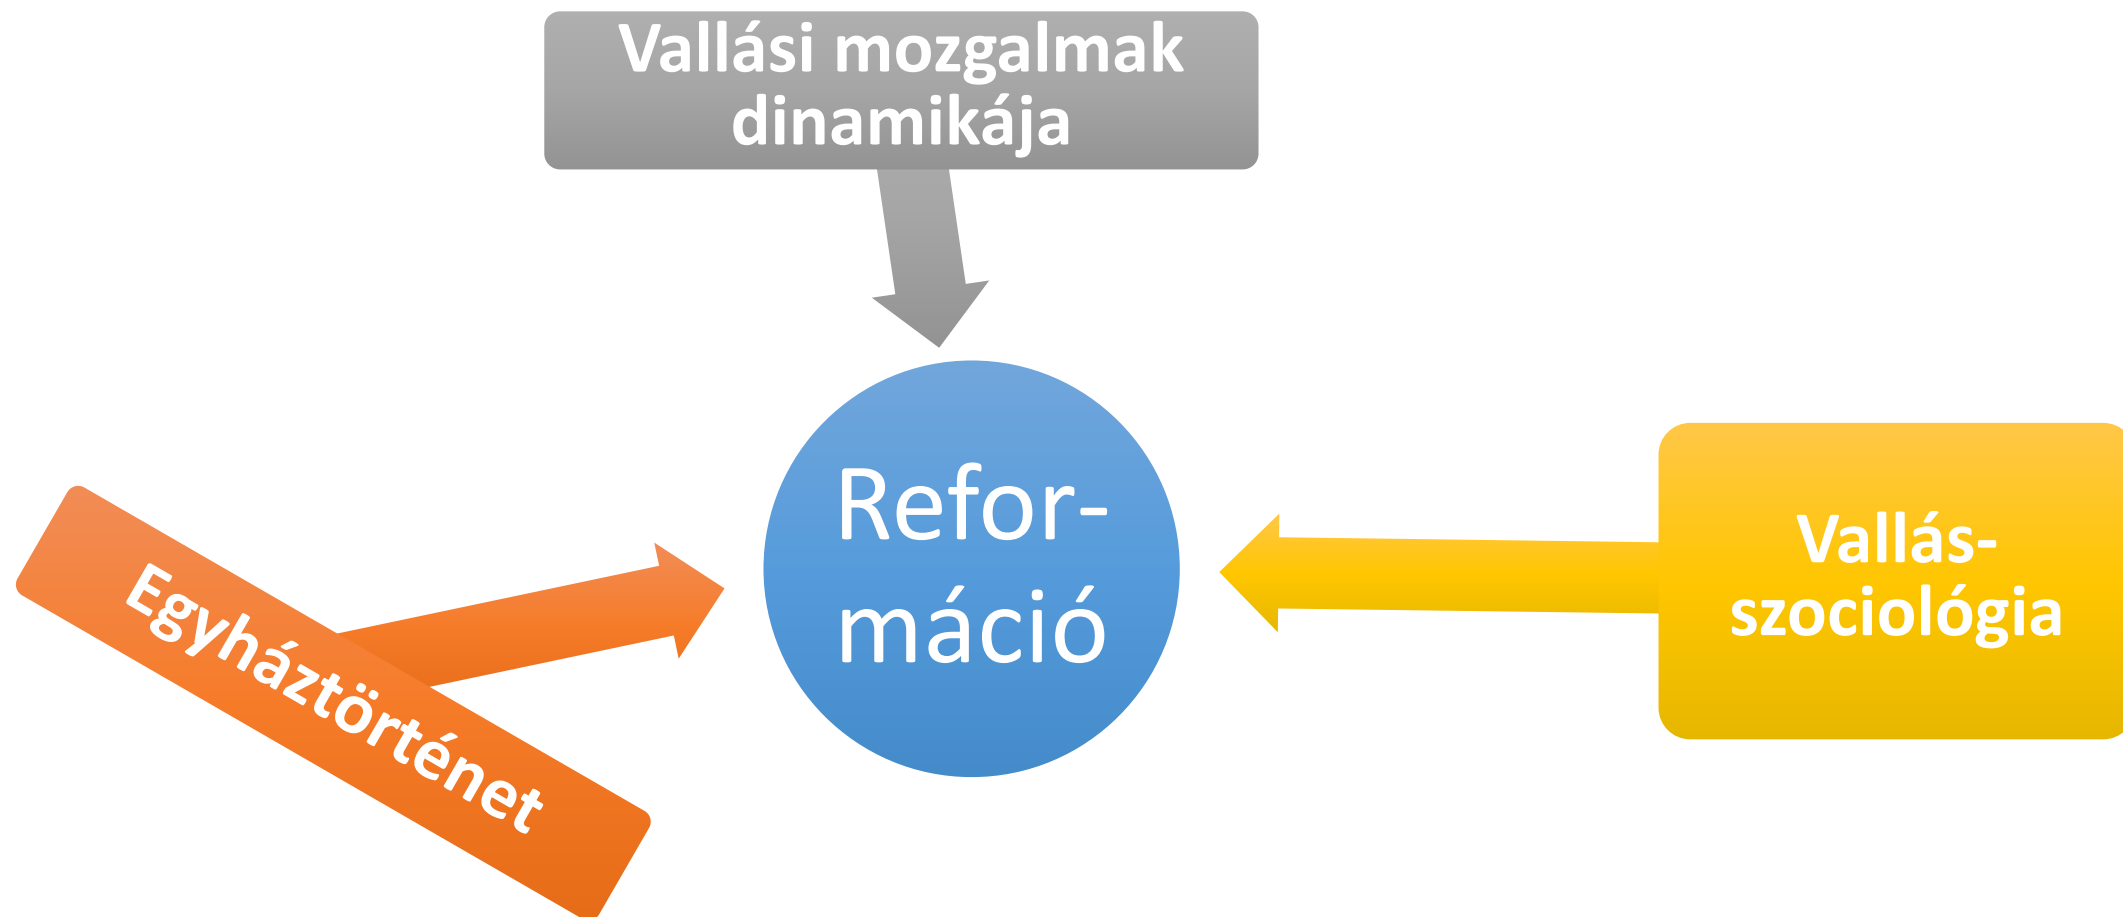 Vallási mozgalmak
dinamikája
Refor-
máció
Vallás-
szociológia
Egyháztörténet